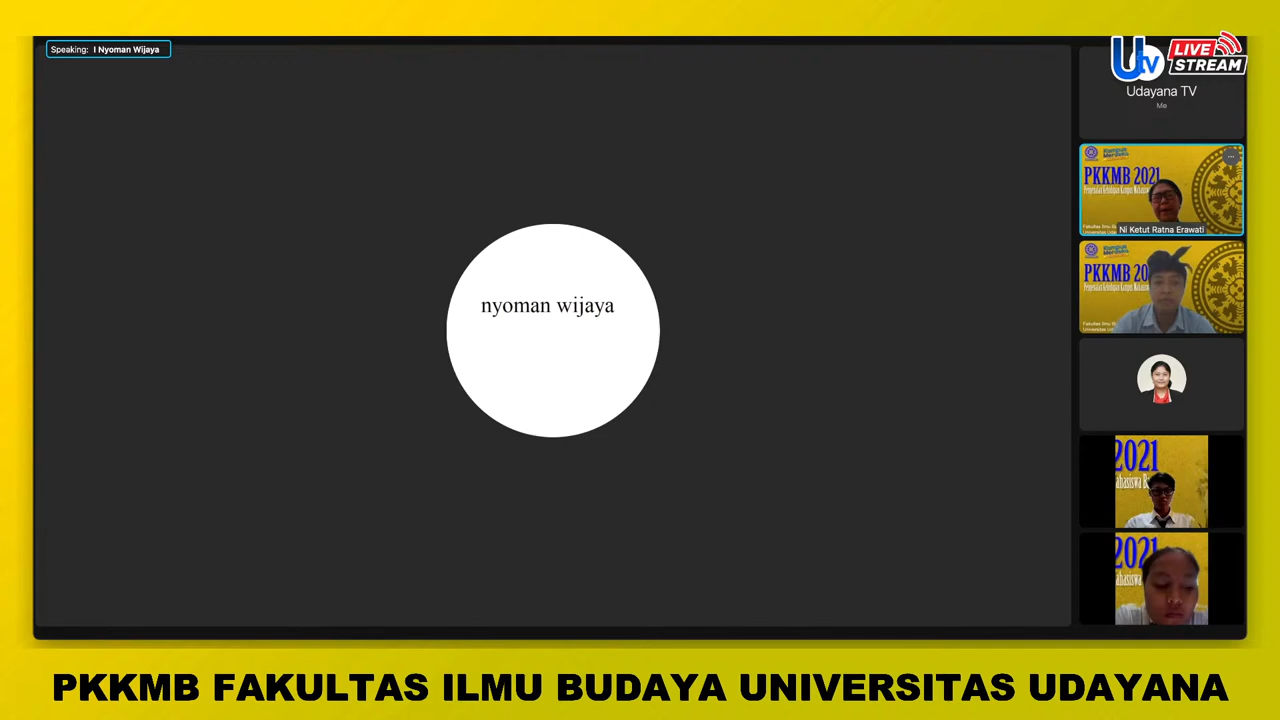 Speaking: I Nyoman Wijaya
U tv
LIVE
STREAM
Udayana TV
Me
nyoman wijaya
PKKMB 2021
Ni Ketut Ratna Erawati
PKKMB 20
2021
2021
PKKMB FAKULTAS ILMU BUDAYA UNIVERSITAS UDAYANA